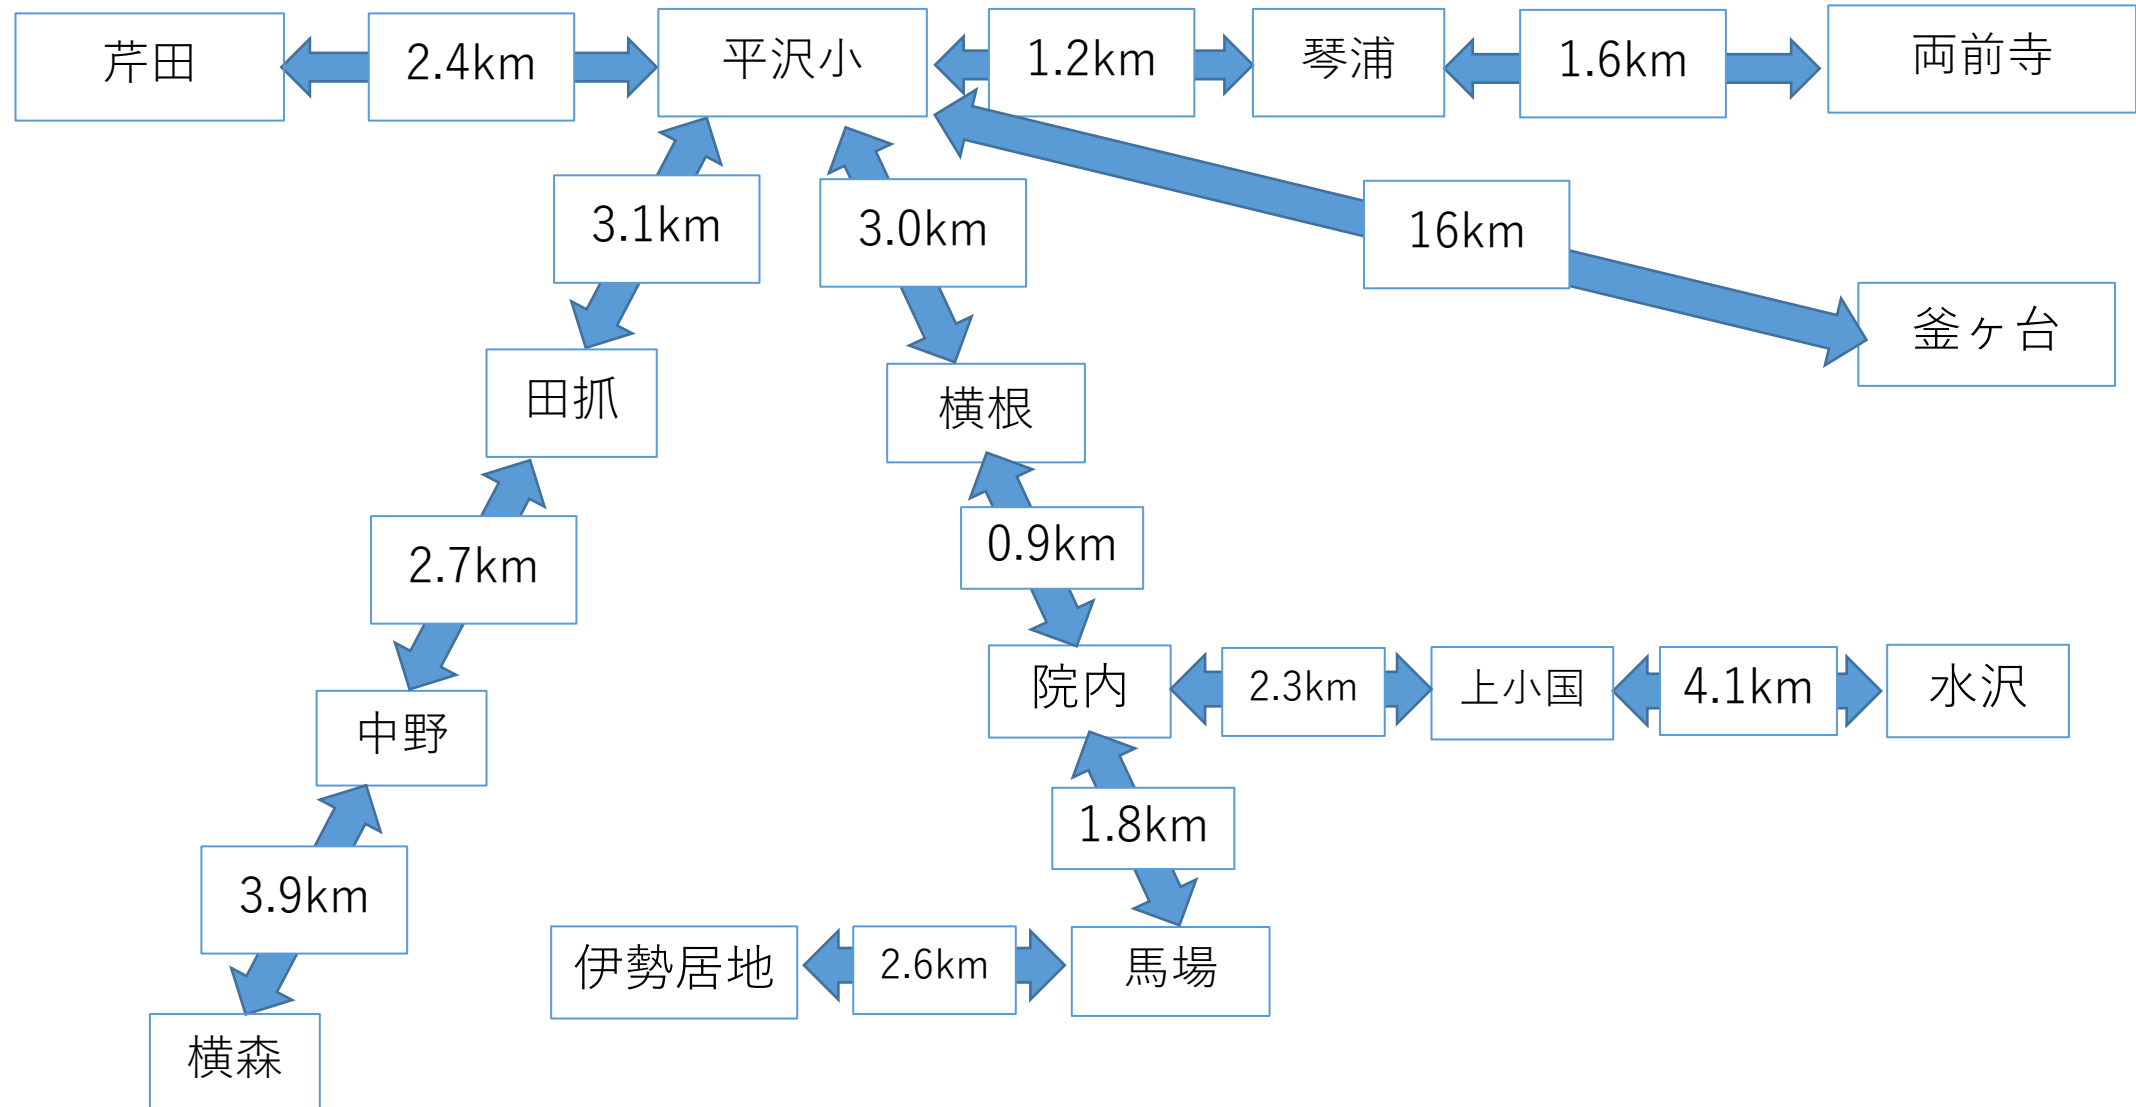 芹田
2.4km
平沢小
1.2km
琴浦
1.6km
両前寺
3.1km
3.0km
16km
釜ヶ台
田抓
横根
2.7km
0.9km
中野
院内
2.3km
上小国
4.1km
水沢
3.9km
1.8km
伊勢居地
2.6km
馬場
横森